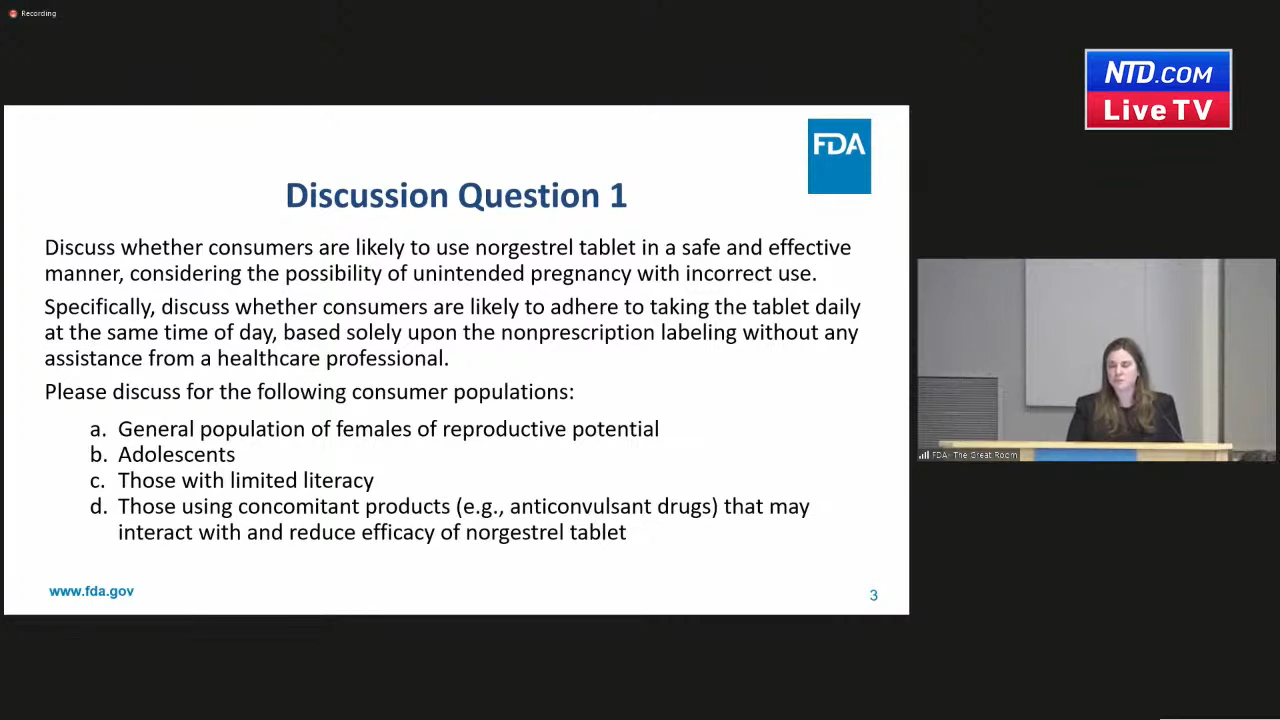 Recording
NTD.COM
Live TV
FDA
Discussion Question 1
Discuss whether consumers are likely to use norgestrel tablet in a safe and effective
manner, considering the possibility of unintended pregnancy with incorrect use.
Specifically, discuss whether consumers are likely to adhere to taking the tablet daily
at the same time of day, based solely upon the nonprescription labeling without any
assistance from a healthcare professional.
Please discuss for the following consumer populations:
a. General population of females of reproductive potential
b. Adolescents
c. Those with limited literacy
d. Those using concomitant products (e.g., anticonvulsant drugs) that may
interact with and reduce efficacy of norgestrel tablet
www.fda.gov
3
FDA- The Great Room